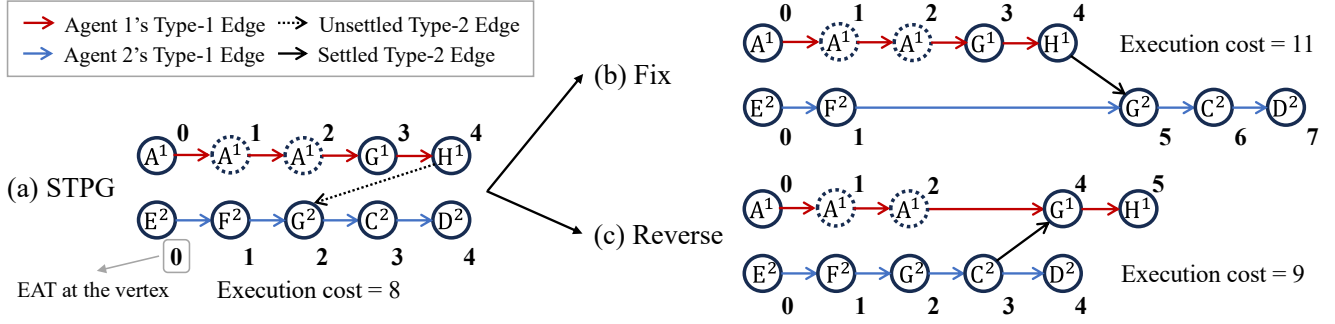 Agent 1's Type-1 Edge
Unsettled Type-2 Edge
Agent 2's Type-1 Edge
Settled Type-2 Edge
(a) STPG
0 1 2 3 4
A¹ A¹ A¹ G¹ H¹
E² F² G² C² D²
0 1 2 3 4
EAT at the vertex
Execution cost = 8
(b) Fix
0 1 2 3 4
A¹ A¹ A¹ G¹ H¹
Execution cost = 11
E² F² G² C² D²
0 1 5 6 7
(c) Reverse
0 1 2 4 5
A¹ A¹ A¹ G¹ H¹
E² F² G² C² D²
0 1 2 3 4
Execution cost = 9